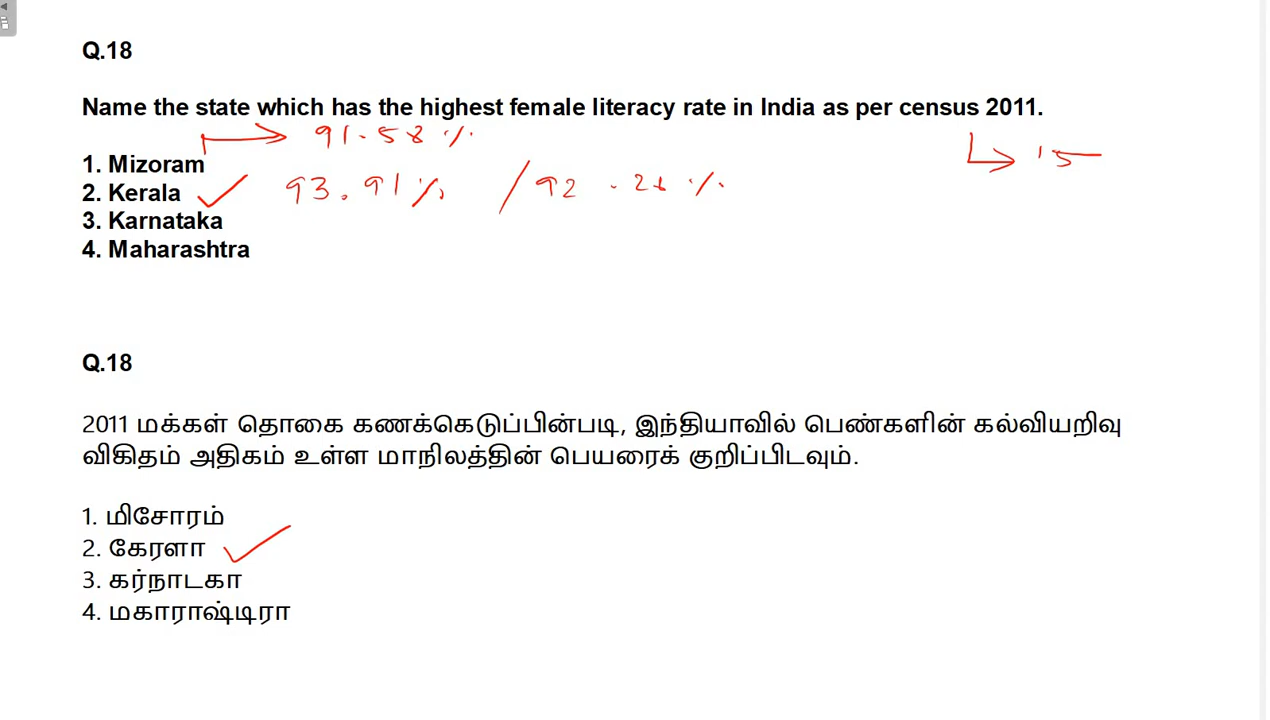 Q.18
Name the state which has the highest female literacy rate in India as per census 2011.
91.58 %
15
1. Mizoram
2. Kerala 93.91% / 92.28 %
3. Karnataka
4. Maharashtra
Q.18
2011 மக்கள் தொகை கணக்கெடுப்பின்படி, இந்தியாவில் பெண்களின் கல்வியறிவு
விகிதம் அதிகம் உள்ள மாநிலத்தின் பெயரைக் குறிப்பிடவும்.
1. மிசோரம்
2. கேரளா
3. கர்நாடகா
4. மகாராஷ்டிரா